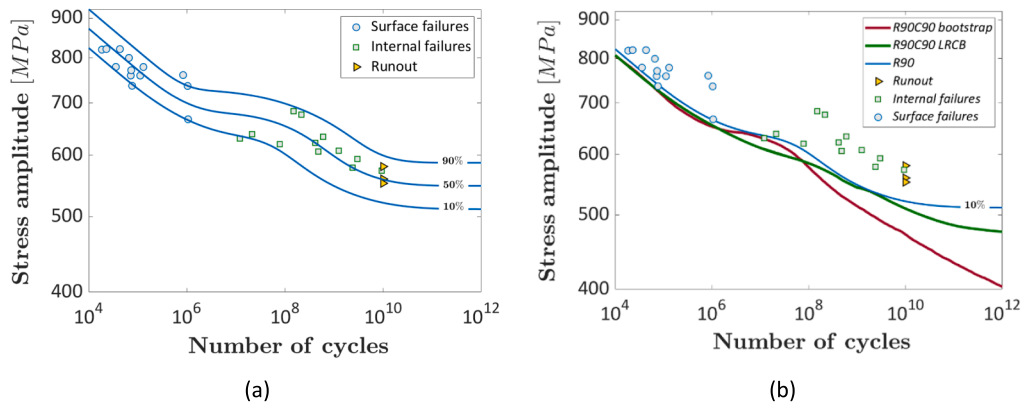 900
800
700
600
500
400
Stress amplitude [MPa]
Surface failures
Internal failures
Runout
90%
50%
10%
10^4
10^6
10^8
10^10
10^12
Number of cycles
(a)
900
800
700
600
500
400
Stress amplitude [MPa]
R90C90 bootstrap
R90C90 LRCB
R90
Runout
Internal failures
Surface failures
10%
10^4
10^6
10^8
10^10
10^12
Number of cycles
(b)